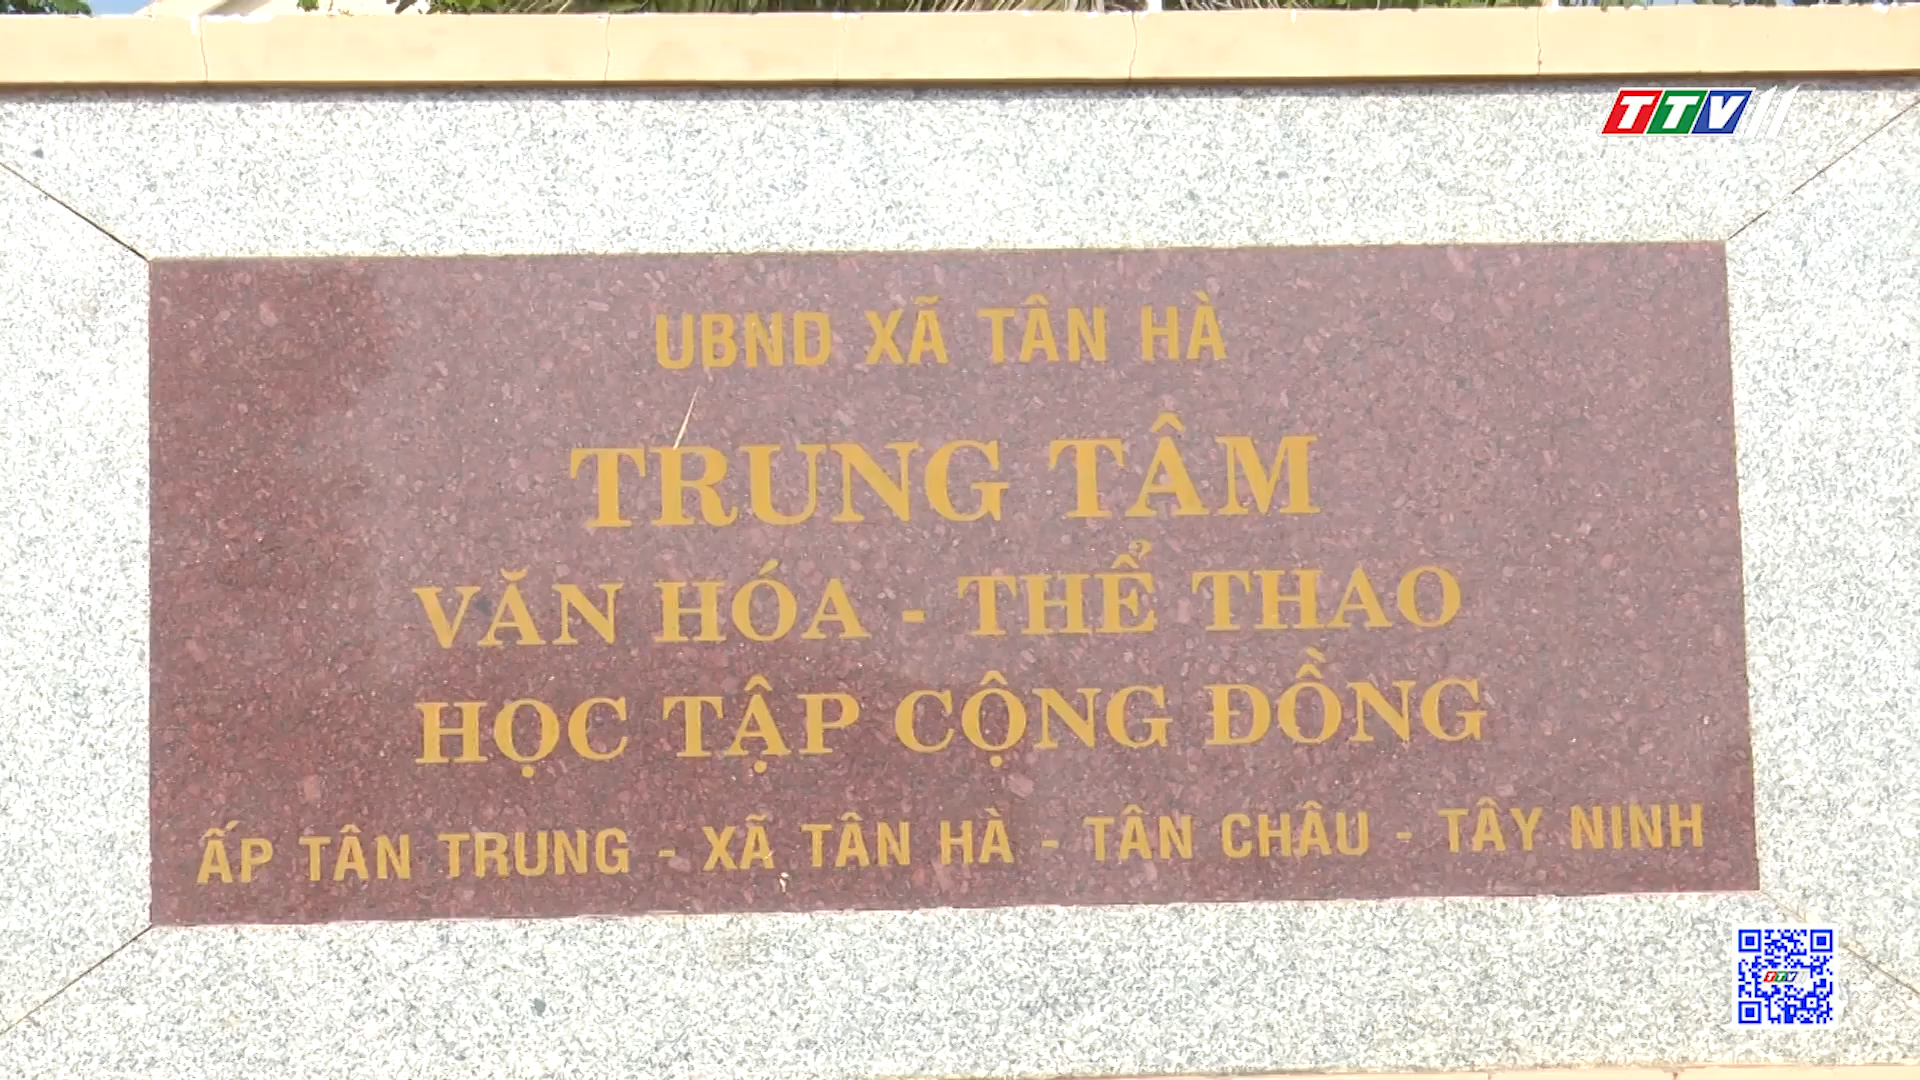 TTV11
UBND XÃ TÂN HÀ
TRUNG TÂM
VĂN HÓA - THỂ THAO
HỌC TẬP CỘNG ĐỒNG
ẤP TÂN TRUNG - XÃ TÂN HÀ - TÂN CHÂU - TÂY NINH
TTV